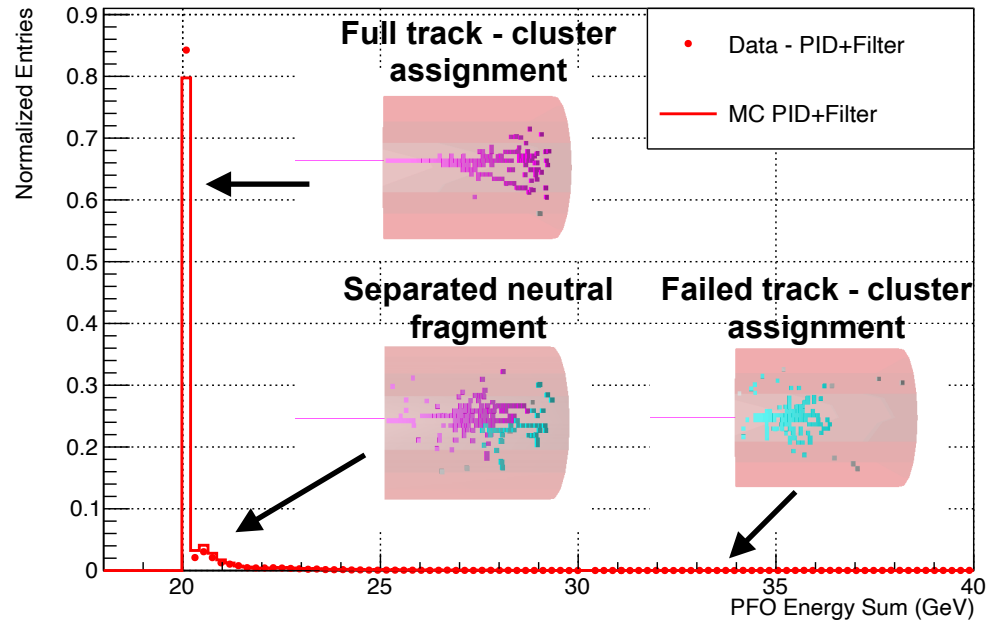 Normalized Entries
0.9
0.8
0.7
0.6
0.5
0.4
0.3
0.2
0.1
0
Full track - cluster
assignment
Data - PID+Filter
MC PID+Filter
Separated neutral
fragment
Failed track - cluster
assignment
20
25
30
35
40
PFO Energy Sum (GeV)